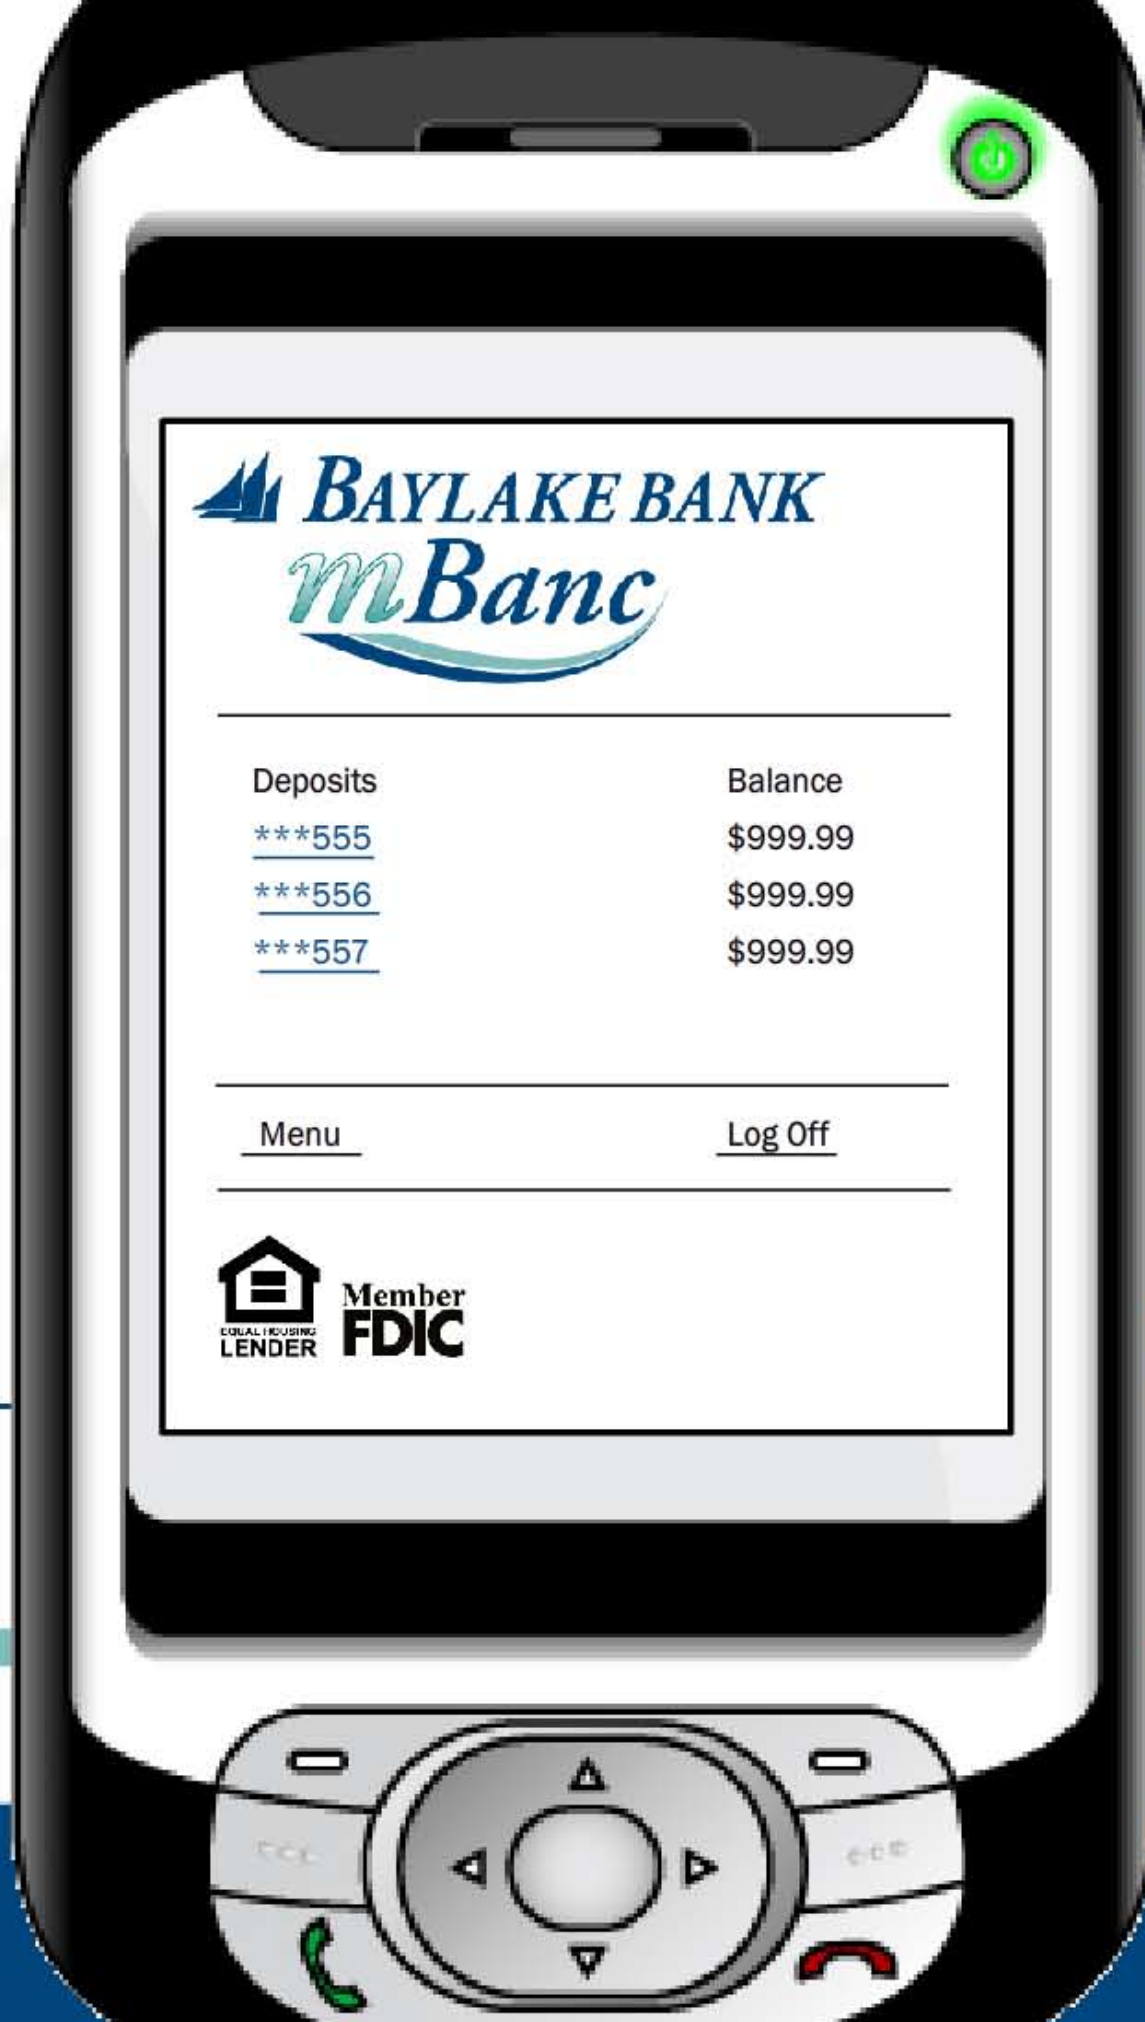 BAYLAKE BANK
mBanc
Deposits Balance
***555 $999.99
***556 $999.99
***557 $999.99
Menu Log Off
EQUAL HOUSING
LENDER
Member
FDIC